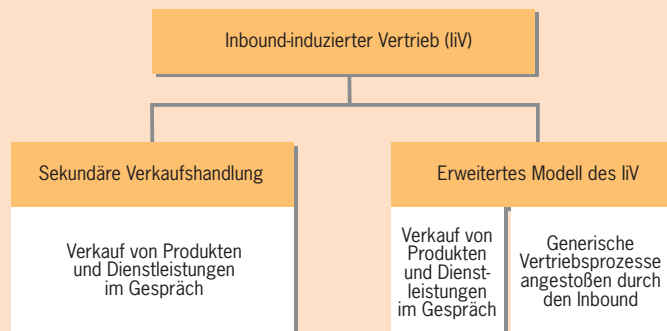 Inbound-induzierter Vertrieb (IiV)
Sekundäre Verkaufshandlung
Verkauf von Produkten
und Dienstleistungen
im Gespräch
Erweitertes Modell des IiV
Verkauf von
Produkten
und Dienst-
leistungen
im Gespräch
Generische
Vertriebsprozesse
angestoßen durch
den Inbound